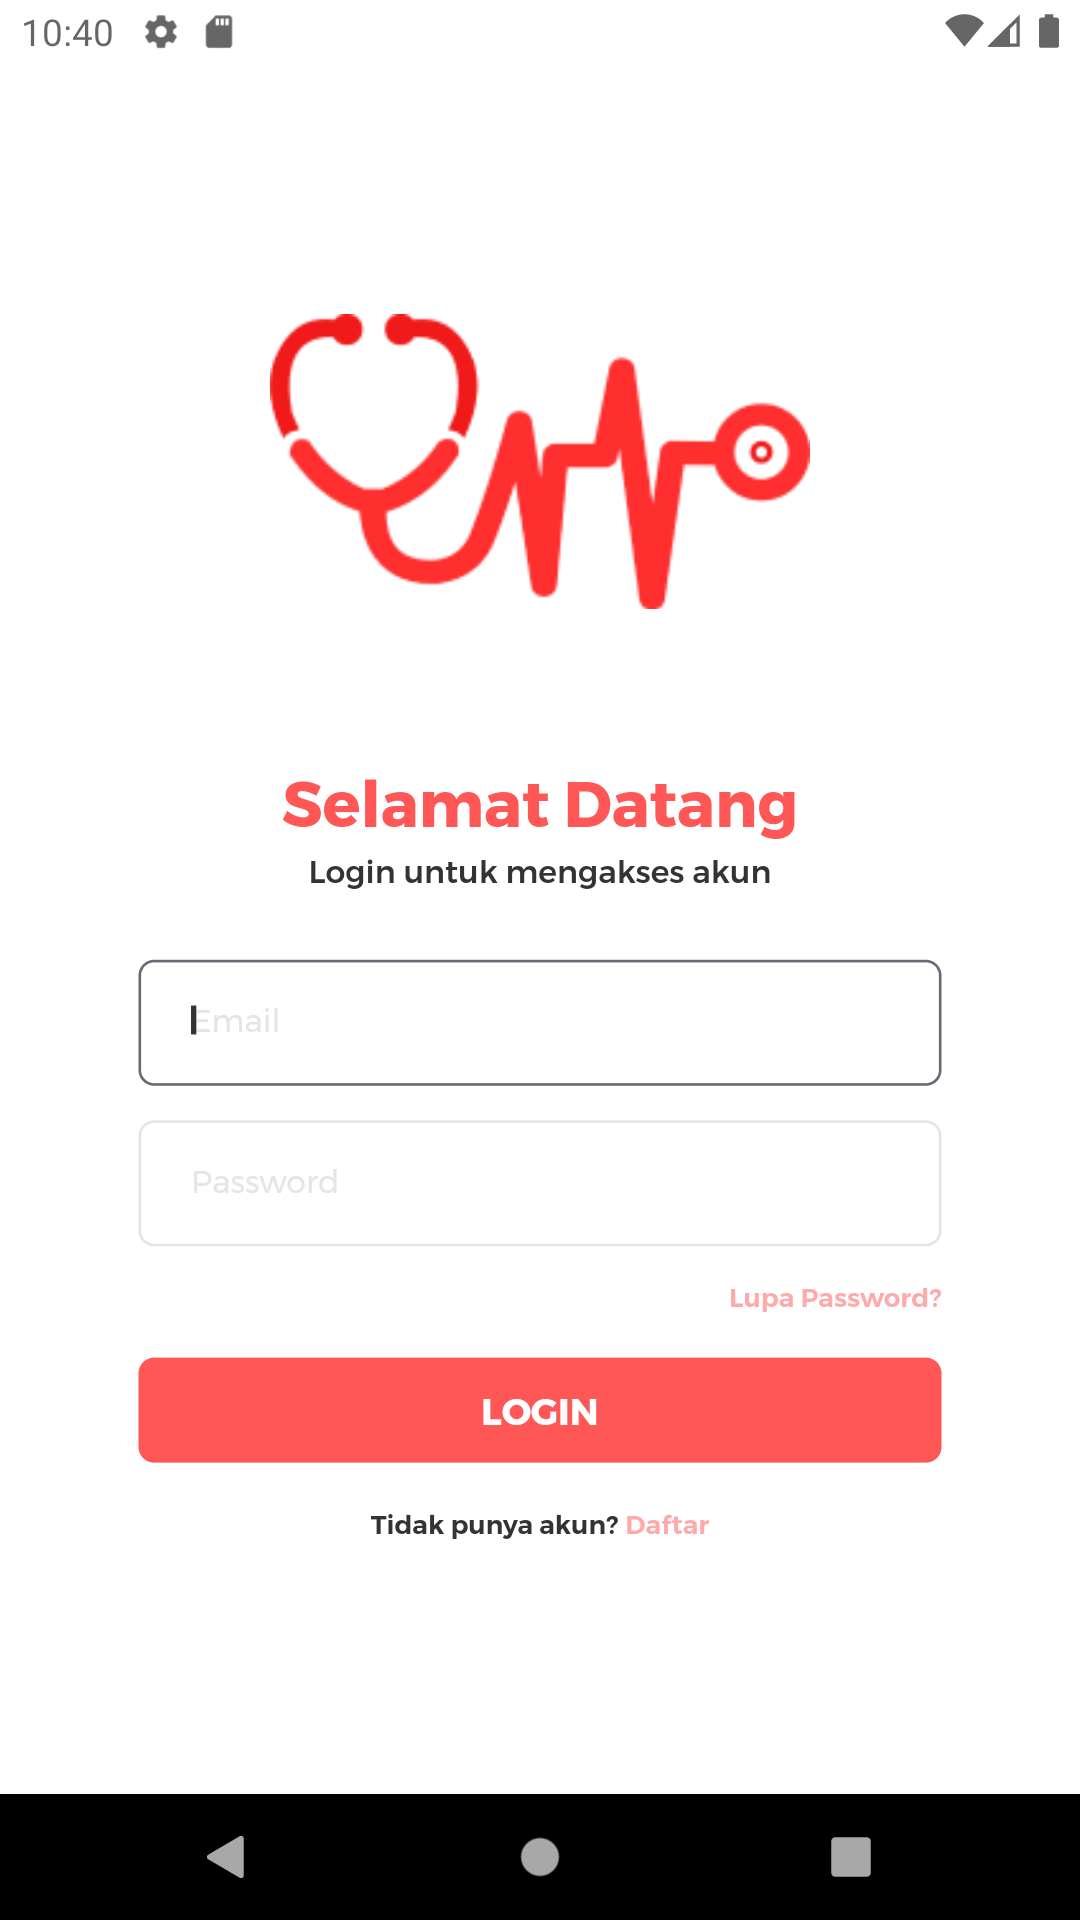 10:40
Selamat Datang
Login untuk mengakses akun
Email
Password
Lupa Password?
LOGIN
Tidak punya akun? Daftar